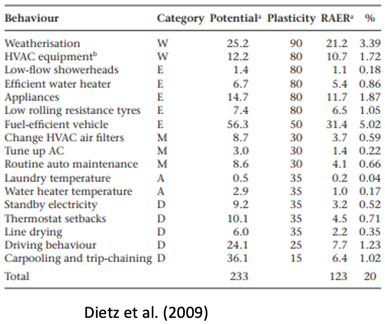 Behaviour Category Potentialᵃ Plasticity RAERᵃ %
Weatherisation W 25.2 90 21.2 3.39
HVAC equipmentᵇ W 12.2 80 10.7 1.72
Low-flow showerheads E 1.4 80 1.1 0.18
Efficient water heater E 6.7 80 5.4 0.86
Appliances E 14.7 80 11.7 1.87
Low rolling resistance tyres E 7.4 80 6.5 1.05
Fuel-efficient vehicle E 56.3 50 31.4 5.02
Change HVAC air filters M 8.7 30 3.7 0.59
Tune up AC M 3.0 30 1.4 0.22
Routine auto maintenance M 8.6 30 4.1 0.66
Laundry temperature A 0.5 35 0.2 0.04
Water heater temperature A 2.9 35 1.0 0.17
Standby electricity D 9.2 35 3.2 0.52
Thermostat setbacks D 10.1 35 4.5 0.71
Line drying D 6.0 35 2.2 0.35
Driving behaviour D 24.1 25 7.7 1.23
Carpooling and trip-chaining D 36.1 15 6.4 1.02
Total 233 123 20
Dietz et al. (2009)